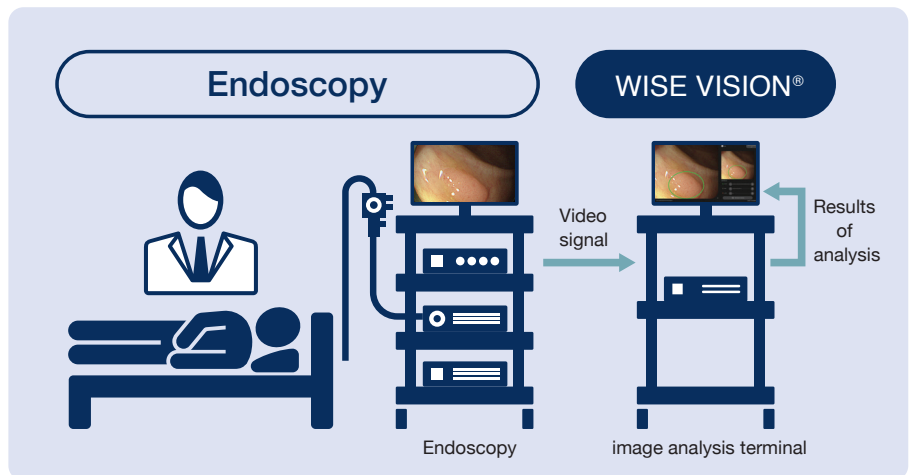 Endoscopy
WISE VISION®
Video
signal
Results
of
analysis
Endoscopy
image analysis terminal